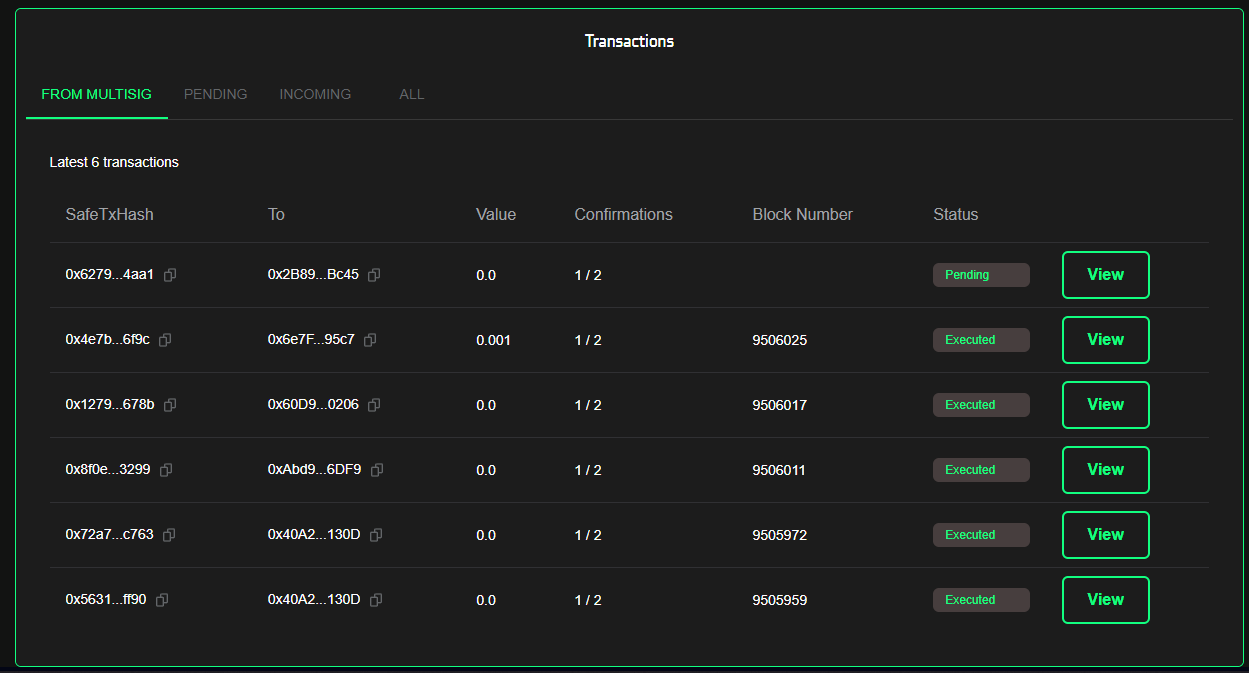 Transactions
FROM MULTISIG PENDING INCOMING ALL
Latest 6 transactions
SafeTxHash To Value Confirmations Block Number Status
0x6279...4aa1 0x2B89...Bc45 0.0 1 / 2 Pending View
0x4e7b...6f9c 0x6e7F...95c7 0.001 1 / 2 9506025 Executed View
0x1279...678b 0x60D9...0206 0.0 1 / 2 9506017 Executed View
0x8f0e...3299 0xAbd9...6DF9 0.0 1 / 2 9506011 Executed View
0x72a7...c763 0x40A2...130D 0.0 1 / 2 9505972 Executed View
0x5631...ff90 0x40A2...130D 0.0 1 / 2 9505959 Executed View